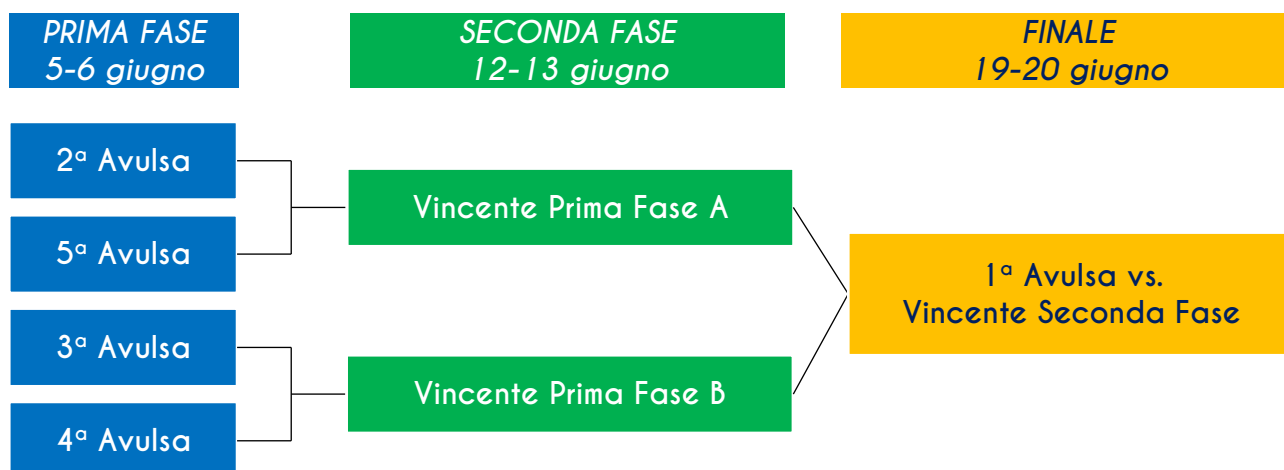 PRIMA FASE
5-6 giugno
SECONDA FASE
12-13 giugno
FINALE
19-20 giugno
2ª Avulsa
5ª Avulsa
3ª Avulsa
4ª Avulsa
Vincente Prima Fase A
Vincente Prima Fase B
1ª Avulsa vs.
Vincente Seconda Fase